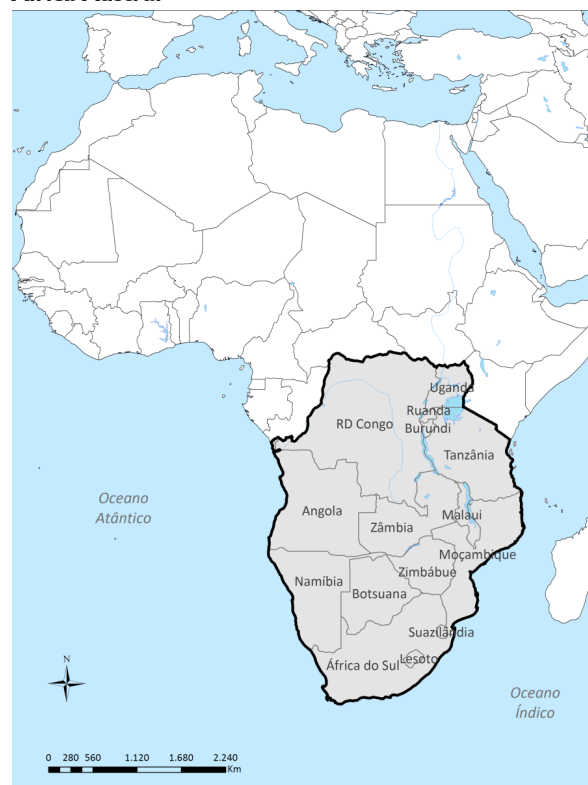 Uganda
Ruanda
RD Congo
Burundi
Tanzânia
Oceano
Atântico
Angola
Malaui
Zâmbia
Moçambique
Zimbábue
Namíbia
Botsuana
Suazilândia
Lesoto
África do Sul
N
Oceano
Índico
0 280 560 1.120 1.680 2.240
Km